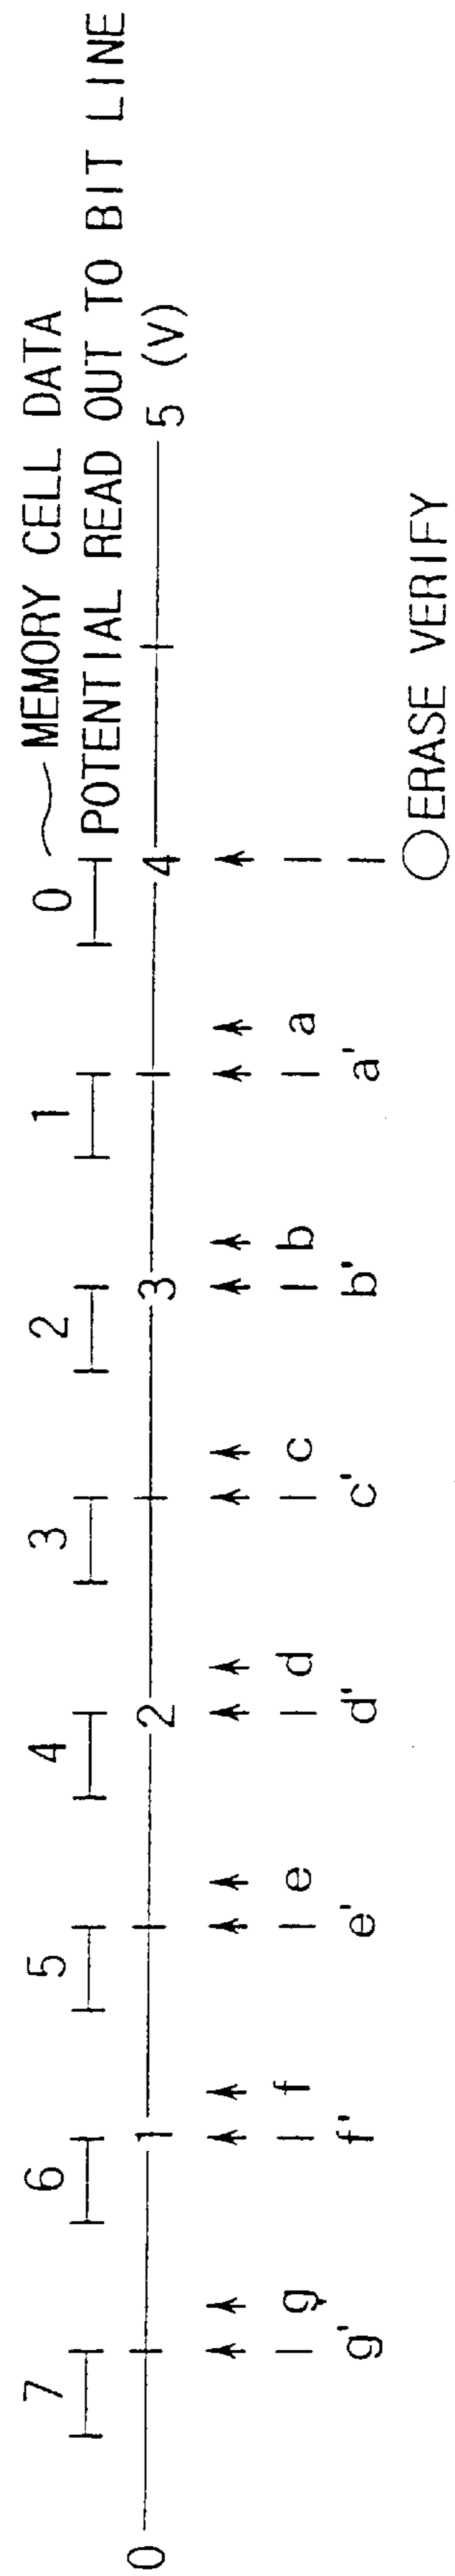 7 6 5 4 3 2 1 0 MEMORY CELL DATA
POTENTIAL READ OUT TO BIT LINE
0 1 2 3 4 5 (V)
g f e d c b a
g' f' e' d' c' b' a'
ERASE VERIFY